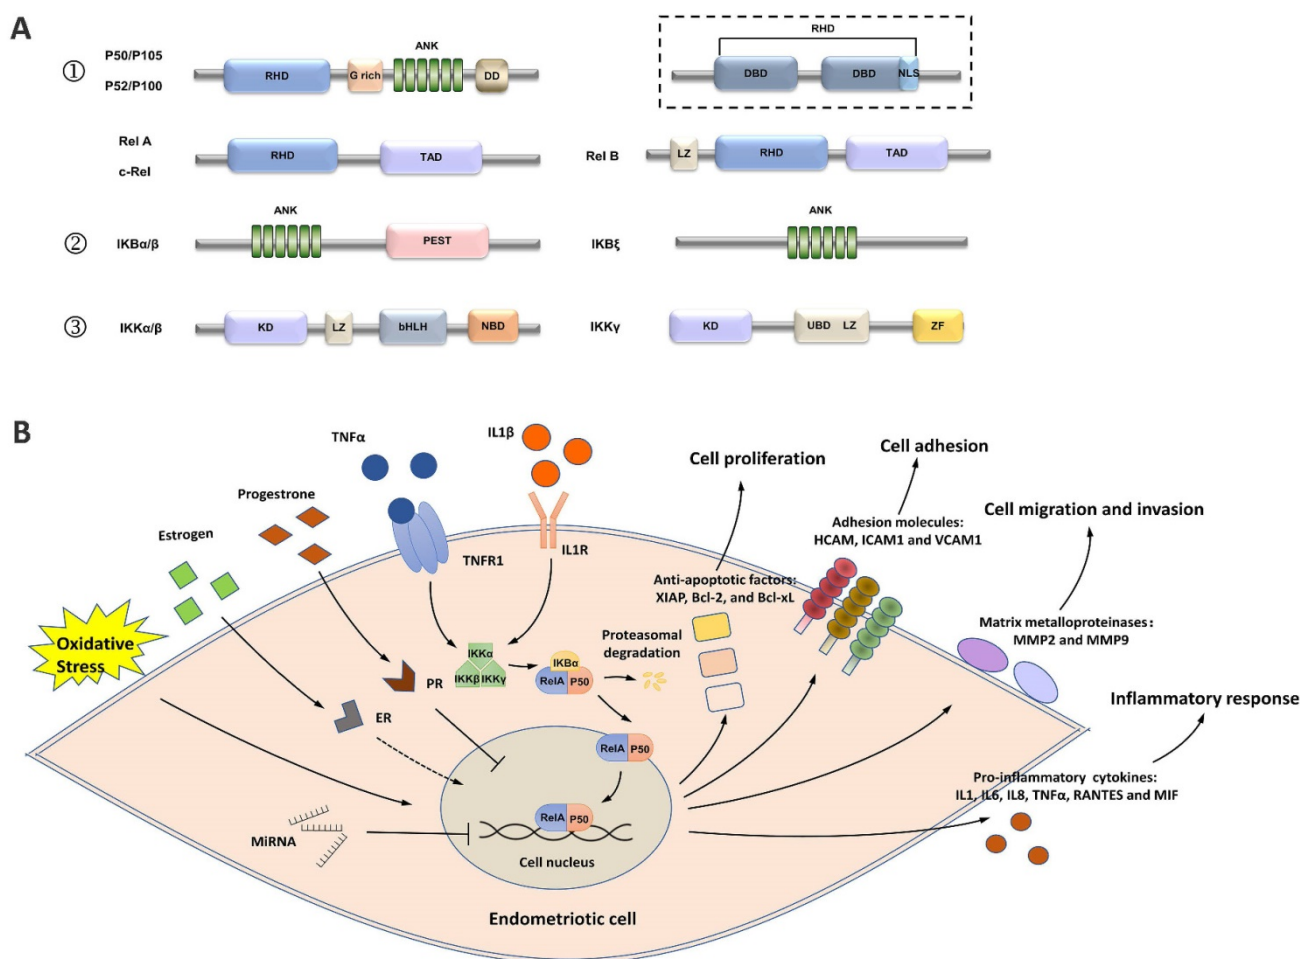 A
①
P50/P105
P52/P100
RHD
G rich
ANK
DD
RHD
DBD
DBD
NLS
Rel A
c-Rel
RHD
TAD
Rel B
LZ
RHD
TAD
②
IKBα/β
ANK
PEST
IKBξ
ANK
③
IKKα/β
KD
LZ
bHLH
NBD
IKKγ
KD
UBD LZ
ZF
B
TNFα
IL1β
Progestrone
Estrogen
Oxidative
Stress
TNFR1
IL1R
Cell proliferation
Cell adhesion
Cell migration and invasion
Inflammatory response
Adhesion molecules:
HCAM, ICAM1 and VCAM1
Anti-apoptotic factors:
XIAP, Bcl-2, and Bcl-xL
Matrix metalloproteinases:
MMP2 and MMP9
Proteasomal
degradation
IKKα
IKKβ
IKKγ
IKBα
RelA
P50
PR
ER
RelA
P50
RelA
P50
Cell nucleus
MiRNA
Pro-inflammatory cytokines:
IL1, IL6, IL8, TNFα, RANTES and MIF
Endometriotic cell